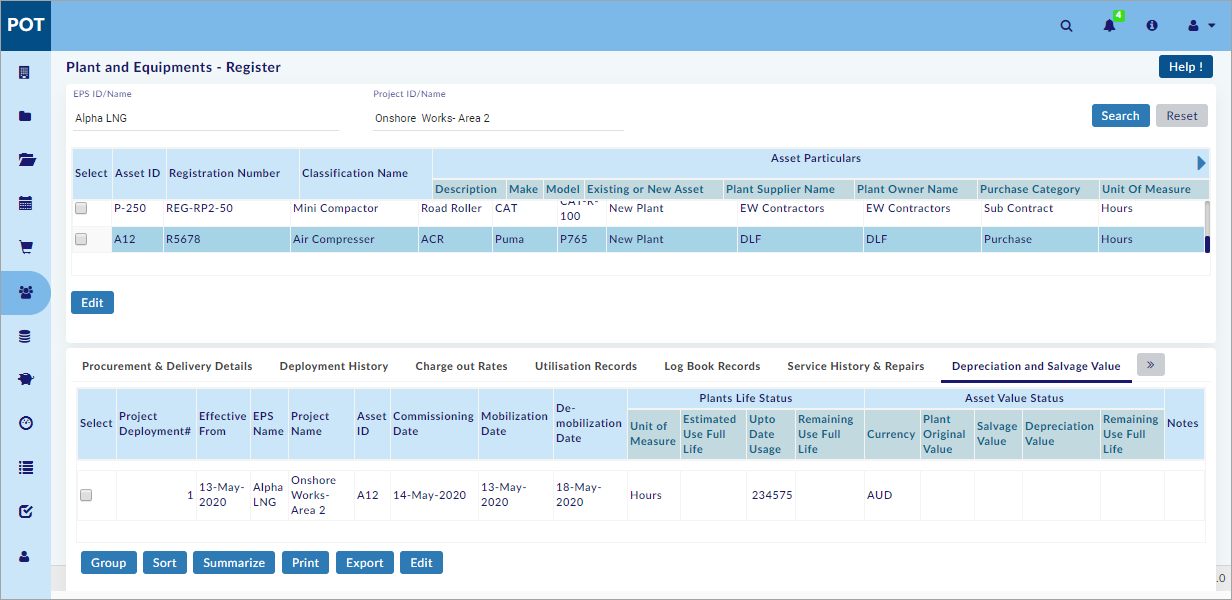 POT
4
Plant and Equipments - Register
Help !
EPS ID/Name
Project ID/Name
Alpha LNG
Onshore Works- Area 2
Search
Reset
Select Asset ID Registration Number Classification Name Asset Particulars
Description Make Model Existing or New Asset Plant Supplier Name Plant Owner Name Purchase Category Unit Of Measure
P-250 REG-RP2-50 Mini Compactor Road Roller CAT CAT-R-100 New Plant EW Contractors EW Contractors Sub Contract Hours
A12 R5678 Air Compresser ACR Puma P765 New Plant DLF DLF Purchase Hours
Edit
Procurement & Delivery Details Deployment History Charge out Rates Utilisation Records Log Book Records Service History & Repairs Depreciation and Salvage Value »
Plants Life Status Asset Value Status
Select Project Deployment# Effective From EPS Name Project Name Asset ID Commissioning Date Mobilization Date De-mobilization Date Unit of Measure Estimated Use Full Life Upto Date Usage Remaining Use Full Life Currency Plant Original Value Salvage Value Depreciation Value Remaining Use Full Life Notes
1 13-May-2020 Alpha LNG Onshore Works- Area 2 A12 14-May-2020 13-May-2020 18-May-2020 Hours 234575 AUD
Group Sort Summarize Print Export Edit
.0